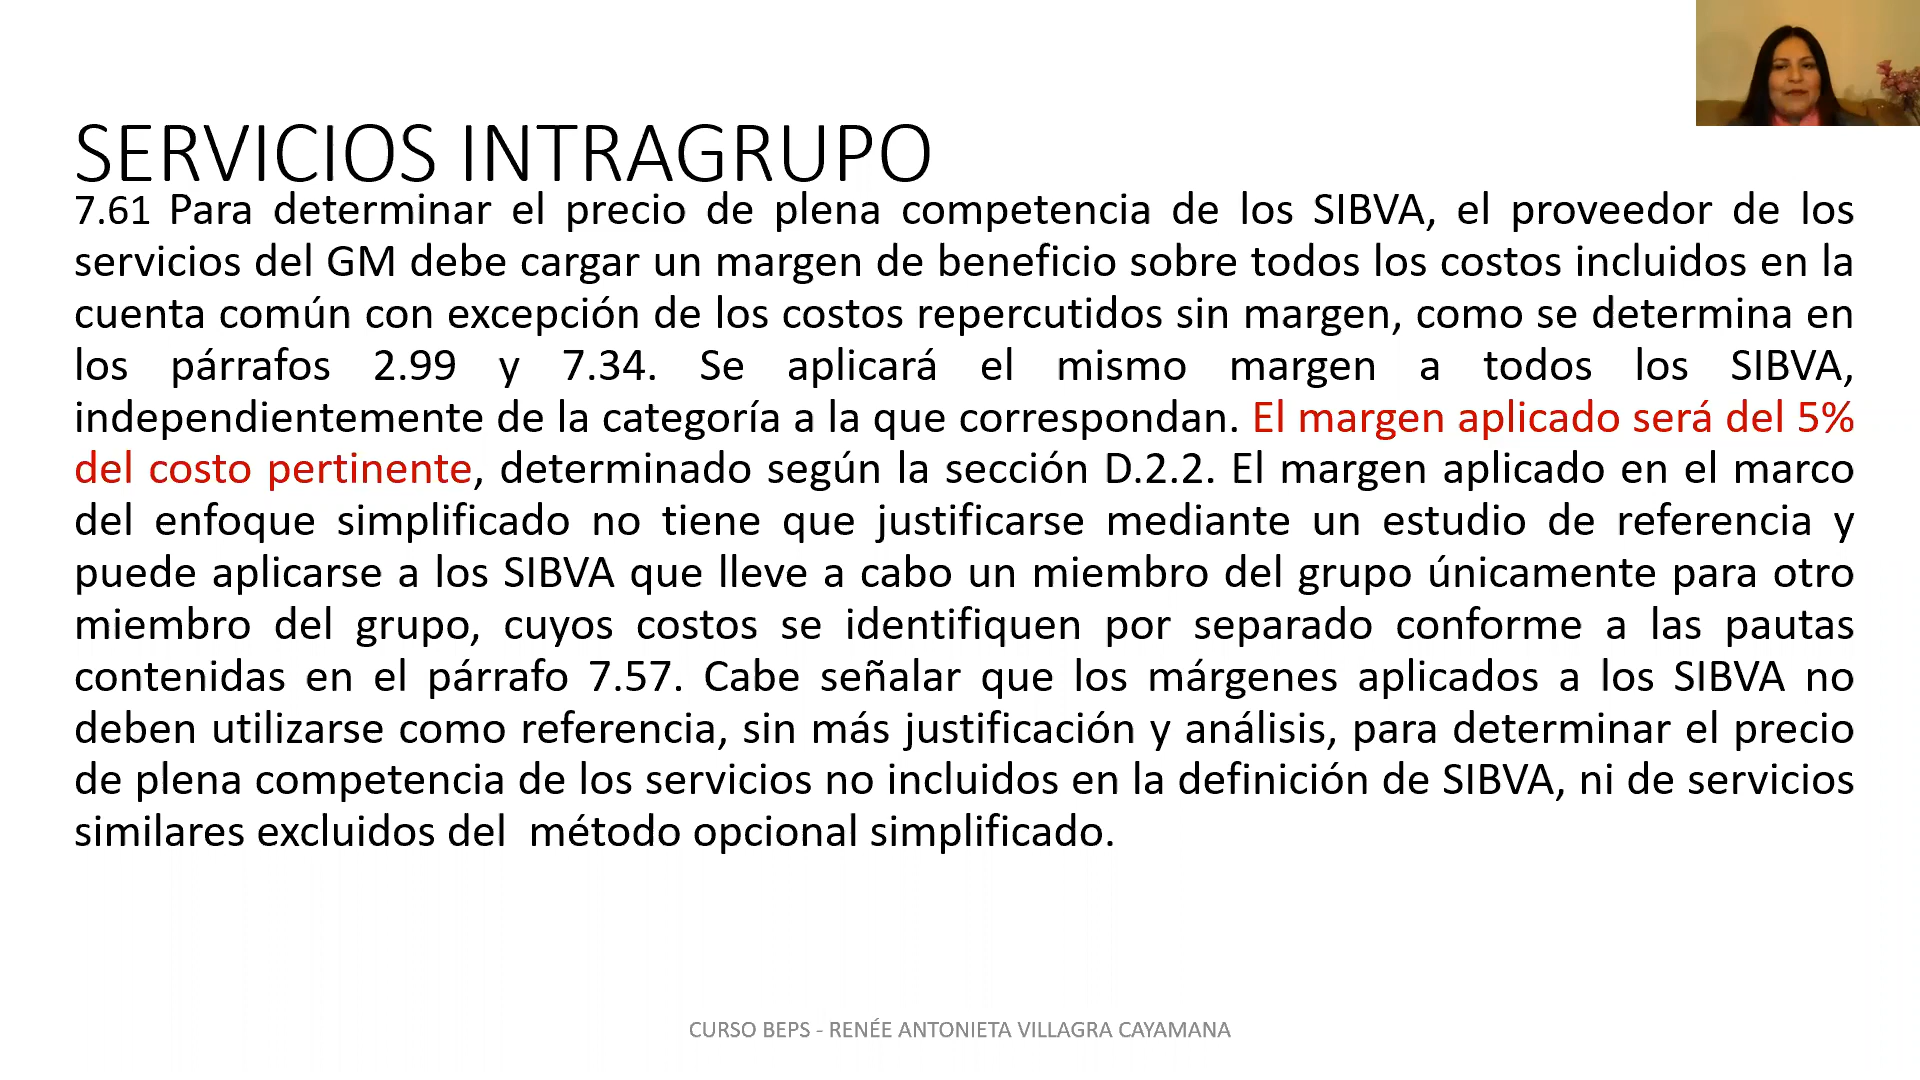 SERVICIOS INTRAGRUPO
7.61 Para determinar el precio de plena competencia de los SIBVA, el proveedor de los
servicios del GM debe cargar un margen de beneficio sobre todos los costos incluidos en la
cuenta común con excepción de los costos repercutidos sin margen, como se determina en
los párrafos 2.99 y 7.34. Se aplicará el mismo margen a todos los SIBVA,
independientemente de la categoría a la que correspondan. El margen aplicado será del 5%
del costo pertinente, determinado según la sección D.2.2. El margen aplicado en el marco
del enfoque simplificado no tiene que justificarse mediante un estudio de referencia y
puede aplicarse a los SIBVA que lleve a cabo un miembro del grupo únicamente para otro
miembro del grupo, cuyos costos se identifiquen por separado conforme a las pautas
contenidas en el párrafo 7.57. Cabe señalar que los márgenes aplicados a los SIBVA no
deben utilizarse como referencia, sin más justificación y análisis, para determinar el precio
de plena competencia de los servicios no incluidos en la definición de SIBVA, ni de servicios
similares excluidos del  método opcional simplificado.
CURSO BEPS - RENÉE ANTONIETA VILLAGRA CAYAMANA